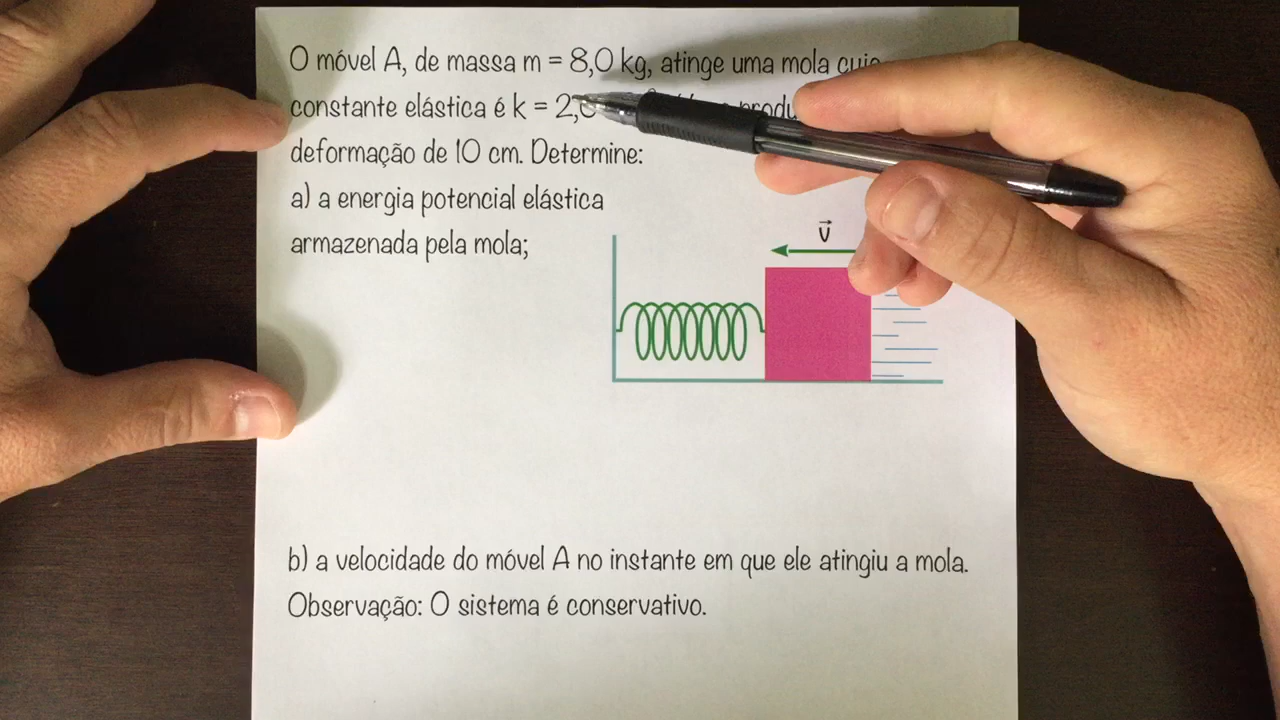 O móvel A, de massa m = 8,0 kg, atinge uma mola cuja
constante elástica é k = 2,0
deformação de 10 cm. Determine:
a) a energia potencial elástica
armazenada pela mola;
v
b) a velocidade do móvel A no instante em que ele atingiu a mola.
Observação: O sistema é conservativo.